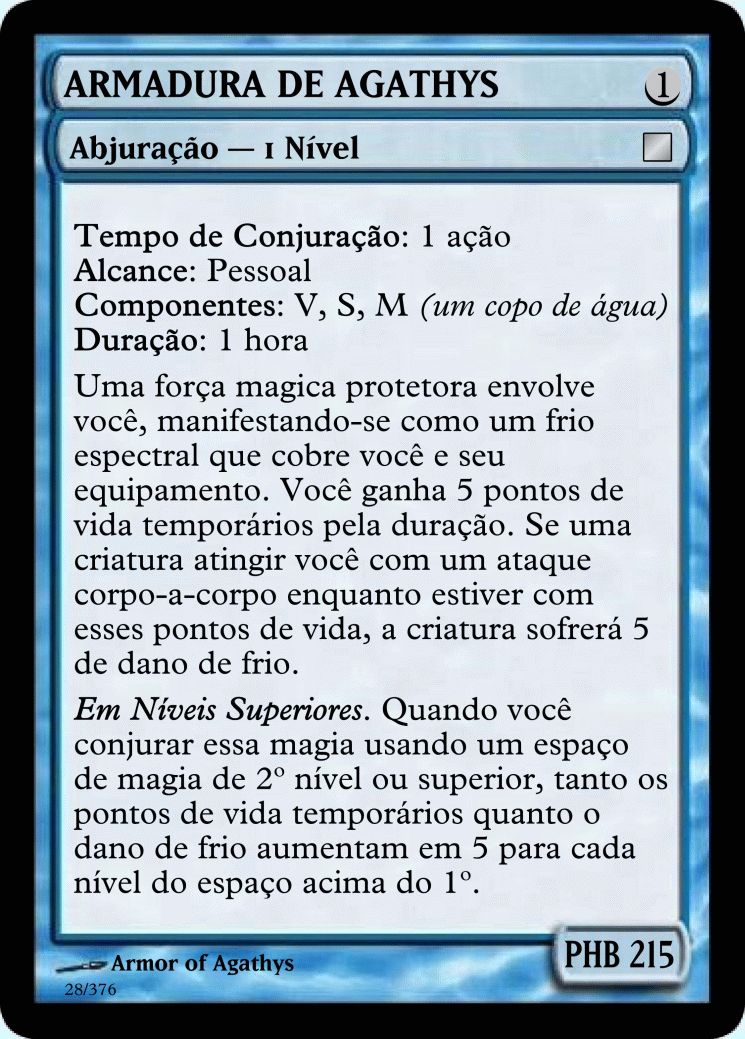 ARMADURA DE AGATHYS 1
Abjuração — 1 Nível
Tempo de Conjuração: 1 ação
Alcance: Pessoal
Componentes: V, S, M (um copo de água)
Duração: 1 hora
Uma força magica protetora envolve
você, manifestando-se como um frio
espectral que cobre você e seu
equipamento. Você ganha 5 pontos de
vida temporários pela duração. Se uma
criatura atingir você com um ataque
corpo-a-corpo enquanto estiver com
esses pontos de vida, a criatura sofrerá 5
de dano de frio.
Em Níveis Superiores. Quando você
conjurar essa magia usando um espaço
de magia de 2º nível ou superior, tanto os
pontos de vida temporários quanto o
dano de frio aumentam em 5 para cada
nível do espaço acima do 1º.
Armor of Agathys
PHB 215
28/376